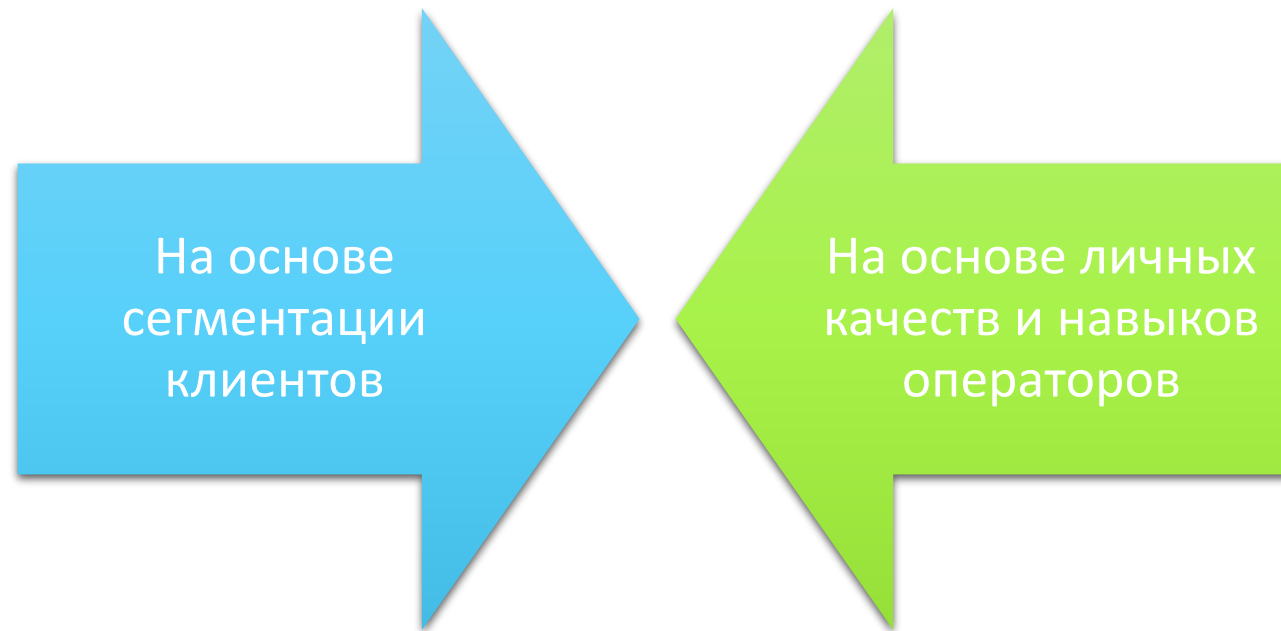 На основе
сегментации
клиентов
На основе личных
качеств и навыков
операторов